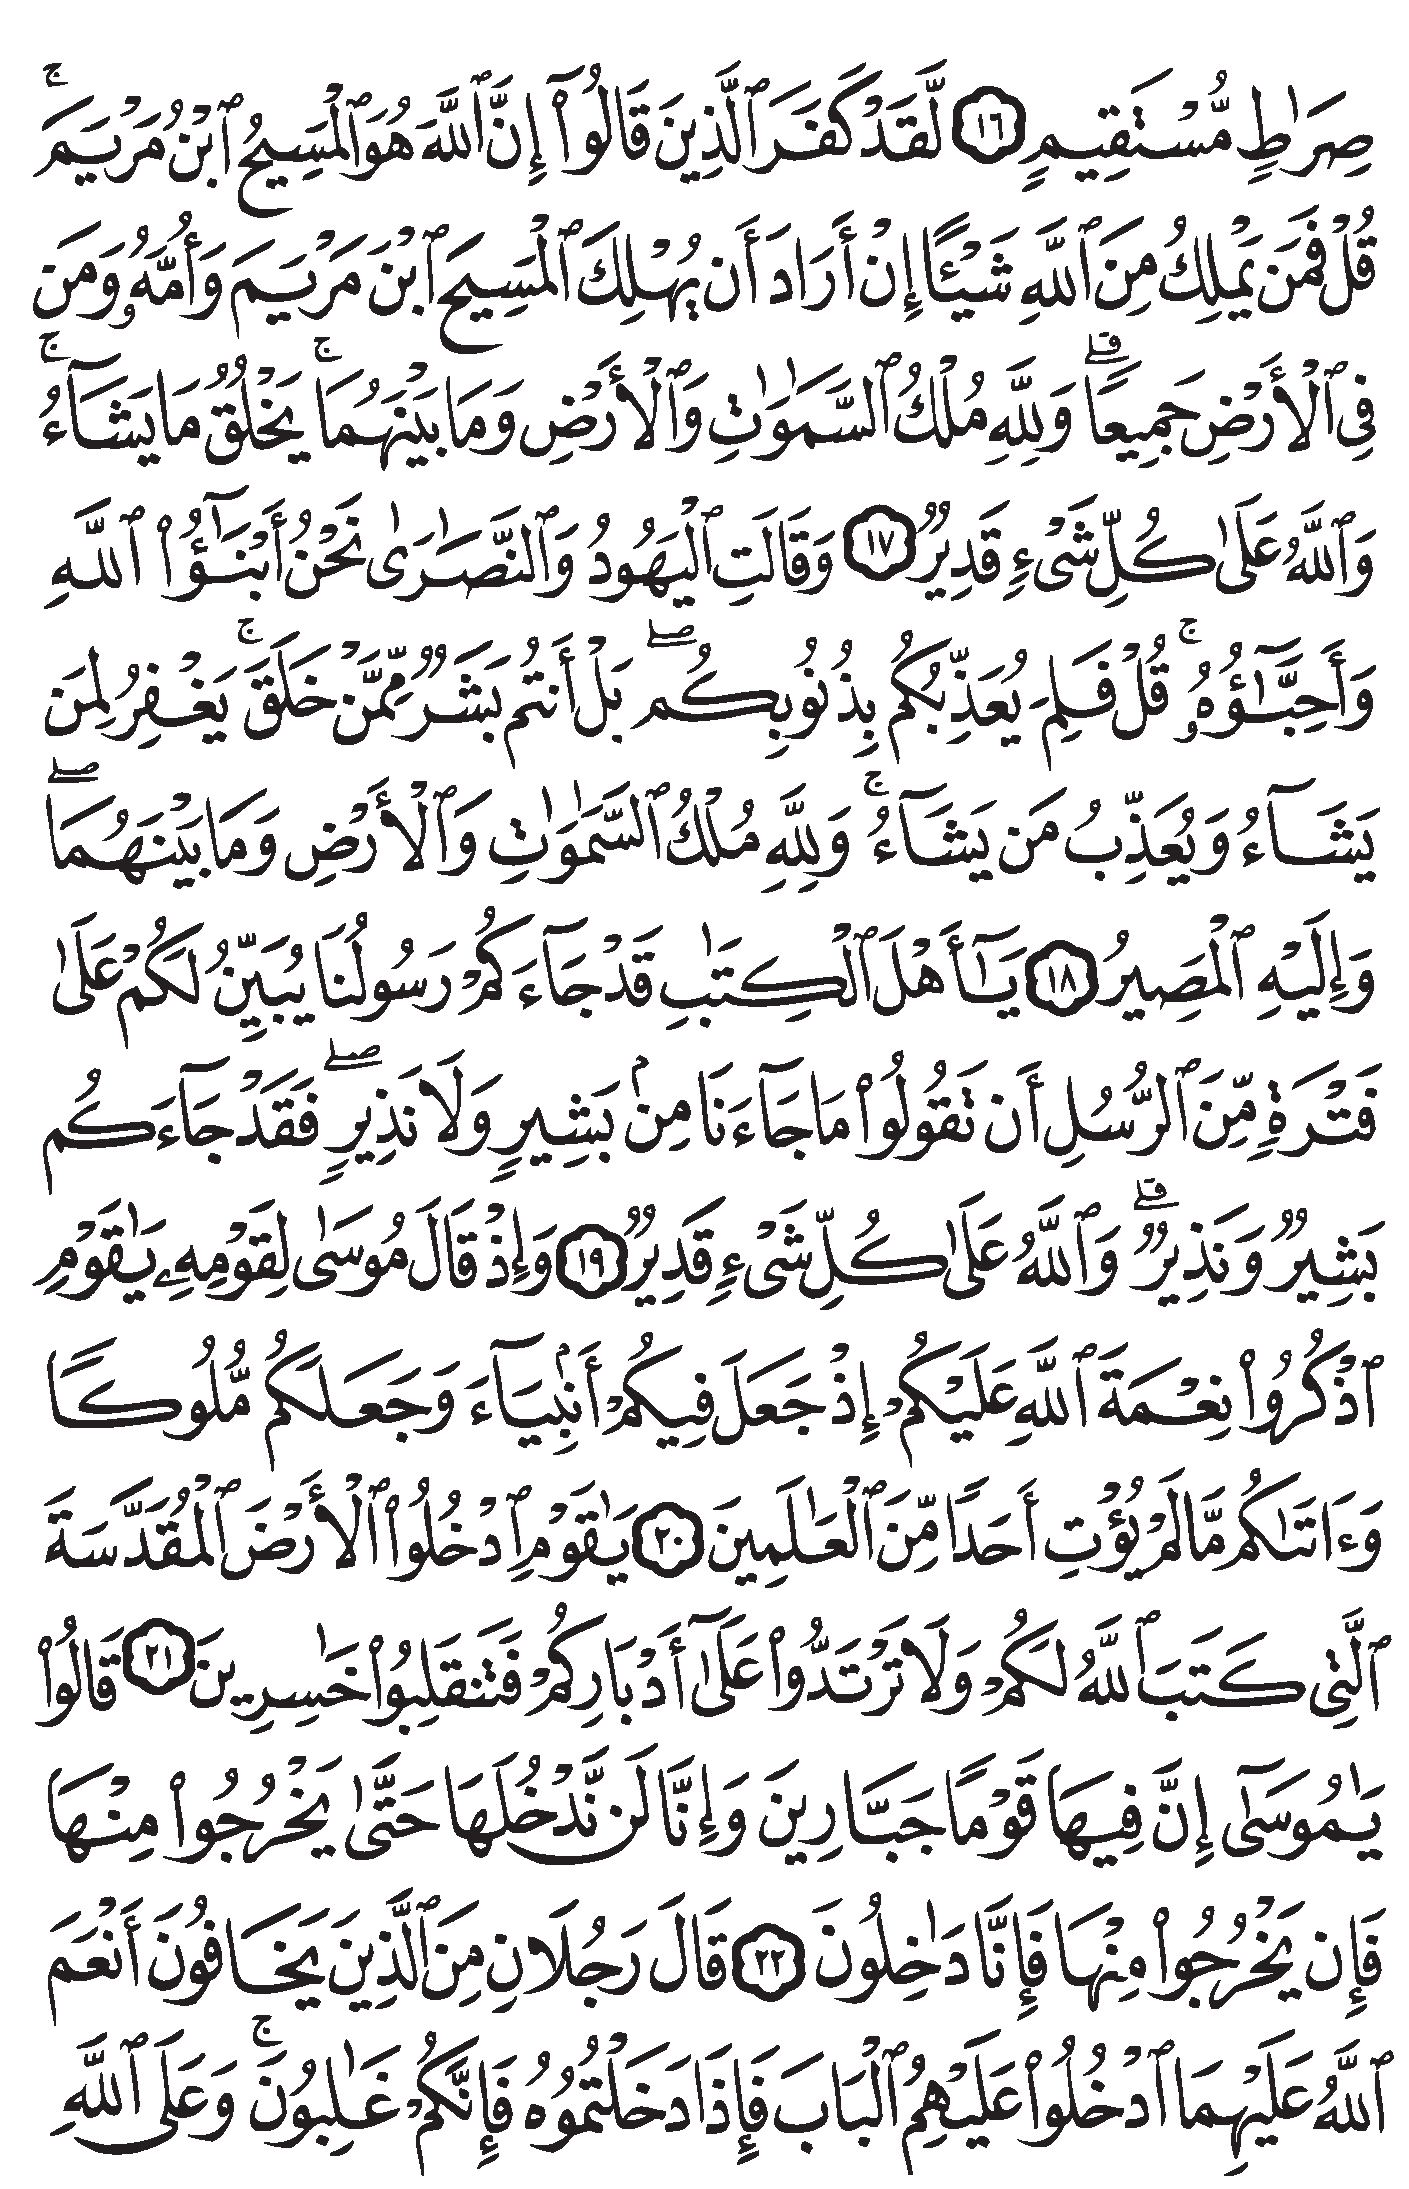 صِرَٰطٍ مُّسْتَقِيمٍ ١٦ لَّقَدْ كَفَرَ ٱلَّذِينَ قَالُوٓا۟ إِنَّ ٱللَّهَ هُوَ ٱلْمَسِيحُ ٱبْنُ مَرْيَمَ ۚ
قُلْ فَمَن يَمْلِكُ مِنَ ٱللَّهِ شَيْـًٔا إِنْ أَرَادَ أَن يُهْلِكَ ٱلْمَسِيحَ ٱبْنَ مَرْيَمَ وَأُمَّهُۥ وَمَن
فِى ٱلْأَرْضِ جَمِيعًا ۗ وَلِلَّهِ مُلْكُ ٱلسَّمَٰوَٰتِ وَٱلْأَرْضِ وَمَا بَيْنَهُمَا ۚ يَخْلُقُ مَا يَشَآءُ ۚ
وَٱللَّهُ عَلَىٰ كُلِّ شَىْءٍ قَدِيرٌ ١٧ وَقَالَتِ ٱلْيَهُودُ وَٱلنَّصَٰرَىٰ نَحْنُ أَبْنَٰٓؤُا۟ ٱللَّهِ
وَأَحِبَّٰٓؤُهُۥ ۚ قُلْ فَلِمَ يُعَذِّبُكُم بِذُنُوبِكُم ۖ بَلْ أَنتُم بَشَرٌ مِّمَّنْ خَلَقَ ۚ يَغْفِرُ لِمَن
يَشَآءُ وَيُعَذِّبُ مَن يَشَآءُ ۚ وَلِلَّهِ مُلْكُ ٱلسَّمَٰوَٰتِ وَٱلْأَرْضِ وَمَا بَيْنَهُمَا ۖ
وَإِلَيْهِ ٱلْمَصِيرُ ١٨ يَٰٓأَهْلَ ٱلْكِتَٰبِ قَدْ جَآءَكُمْ رَسُولُنَا يُبَيِّنُ لَكُمْ عَلَىٰ
فَتْرَةٍ مِّنَ ٱلرُّسُلِ أَن تَقُولُوا۟ مَا جَآءَنَا مِنۢ بَشِيرٍ وَلَا نَذِيرٍ ۖ فَقَدْ جَآءَكُم
بَشِيرٌ وَنَذِيرٌ ۗ وَٱللَّهُ عَلَىٰ كُلِّ شَىْءٍ قَدِيرٌ ١٩ وَإِذْ قَالَ مُوسَىٰ لِقَوْمِهِۦ يَٰقَوْمِ
ٱذْكُرُوا۟ نِعْمَةَ ٱللَّهِ عَلَيْكُمْ إِذْ جَعَلَ فِيكُمْ أَنۢبِيَآءَ وَجَعَلَكُم مُّلُوكًا
وَءَاتَىٰكُم مَّا لَمْ يُؤْتِ أَحَدًا مِّنَ ٱلْعَٰلَمِينَ ٢٠ يَٰقَوْمِ ٱدْخُلُوا۟ ٱلْأَرْضَ ٱلْمُقَدَّسَةَ
ٱلَّتِى كَتَبَ ٱللَّهُ لَكُمْ وَلَا تَرْتَدُّوا۟ عَلَىٰٓ أَدْبَارِكُمْ فَتَنقَلِبُوا۟ خَٰسِرِينَ ٢١ قَالُوا۟
يَٰمُوسَىٰٓ إِنَّ فِيهَا قَوْمًا جَبَّارِينَ وَإِنَّا لَن نَّدْخُلَهَا حَتَّىٰ يَخْرُجُوا۟ مِنْهَا
فَإِن يَخْرُجُوا۟ مِنْهَا فَإِنَّا دَٰخِلُونَ ٢٢ قَالَ رَجُلَانِ مِنَ ٱلَّذِينَ يَخَافُونَ أَنْعَمَ
ٱللَّهُ عَلَيْهِمَا ٱدْخُلُوا۟ عَلَيْهِمُ ٱلْبَابَ فَإِذَا دَخَلْتُمُوهُ فَإِنَّكُمْ غَٰلِبُونَ ۚ وَعَلَى ٱللَّهِ